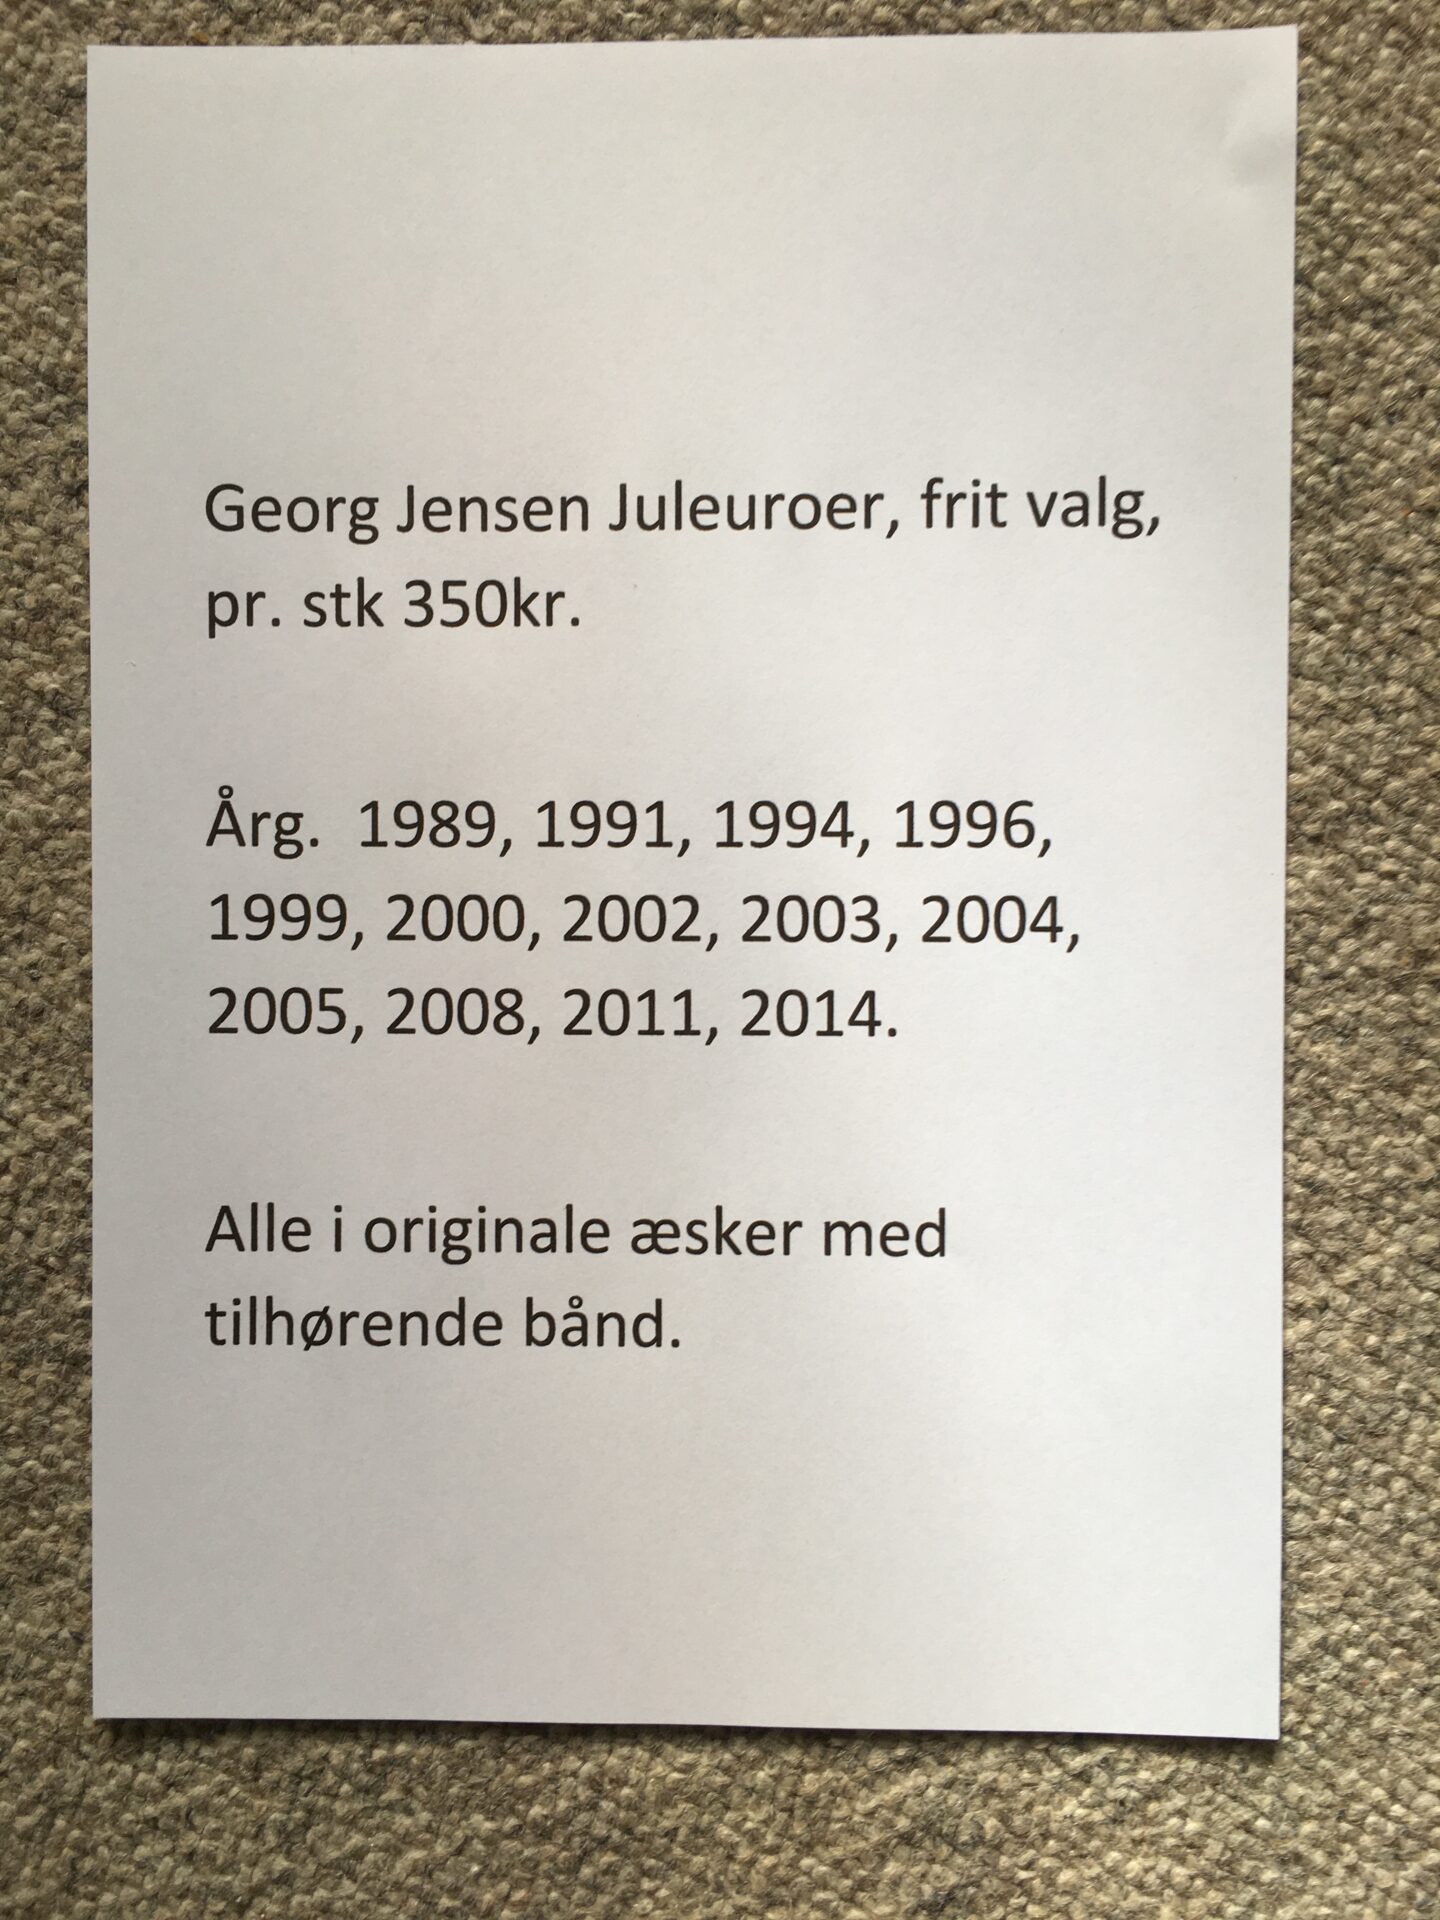 Georg Jensen Juleuroer, frit valg,
pr. stk 350kr.
Årg.  1989, 1991, 1994, 1996,
1999, 2000, 2002, 2003, 2004,
2005, 2008, 2011, 2014.
Alle i originale æsker med
tilhørende bånd.